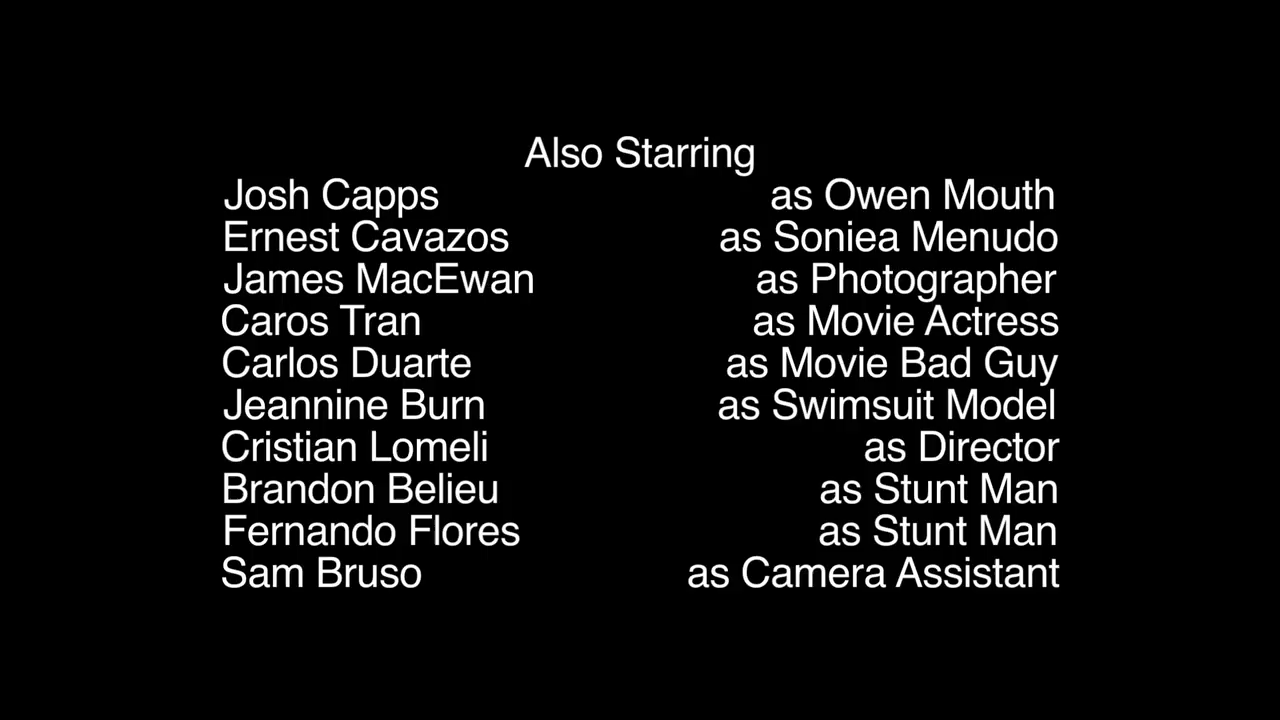 Also Starring
Josh Capps as Owen Mouth
Ernest Cavazos as Soniea Menudo
James MacEwan as Photographer
Caros Tran as Movie Actress
Carlos Duarte as Movie Bad Guy
Jeannine Burn as Swimsuit Model
Cristian Lomeli as Director
Brandon Belieu as Stunt Man
Fernando Flores as Stunt Man
Sam Bruso as Camera Assistant